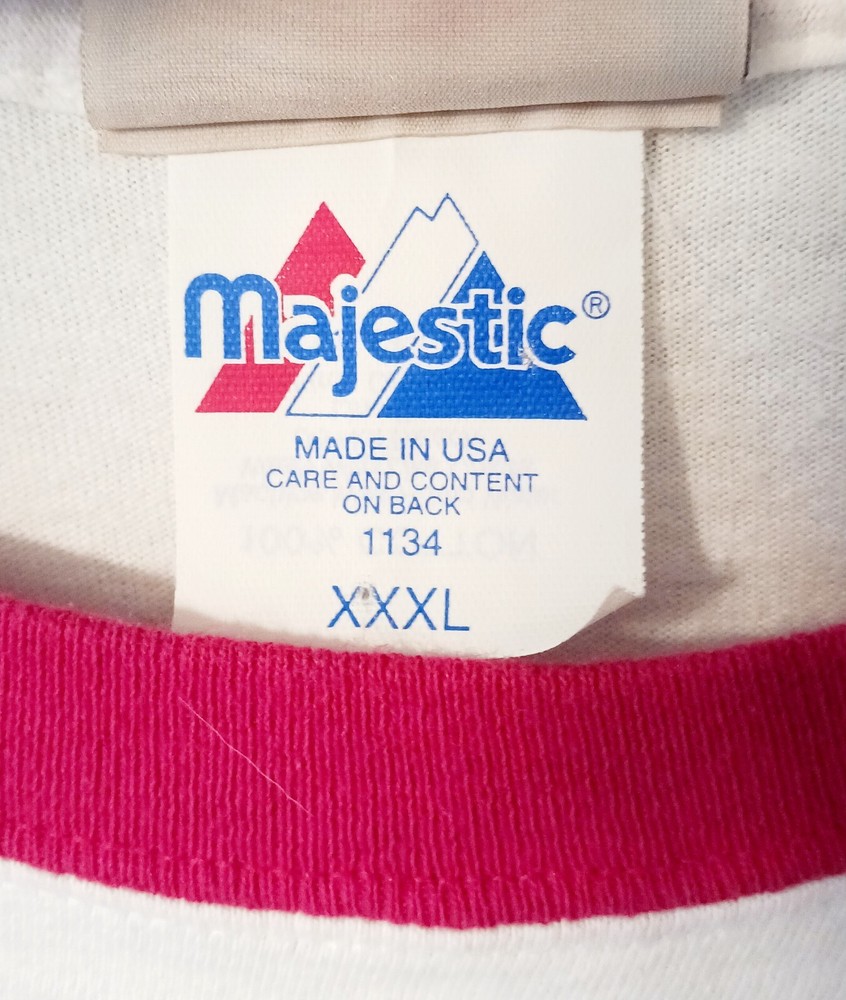 Majestic®
MADE IN USA
CARE AND CONTENT
ON BACK
1134
XXXL